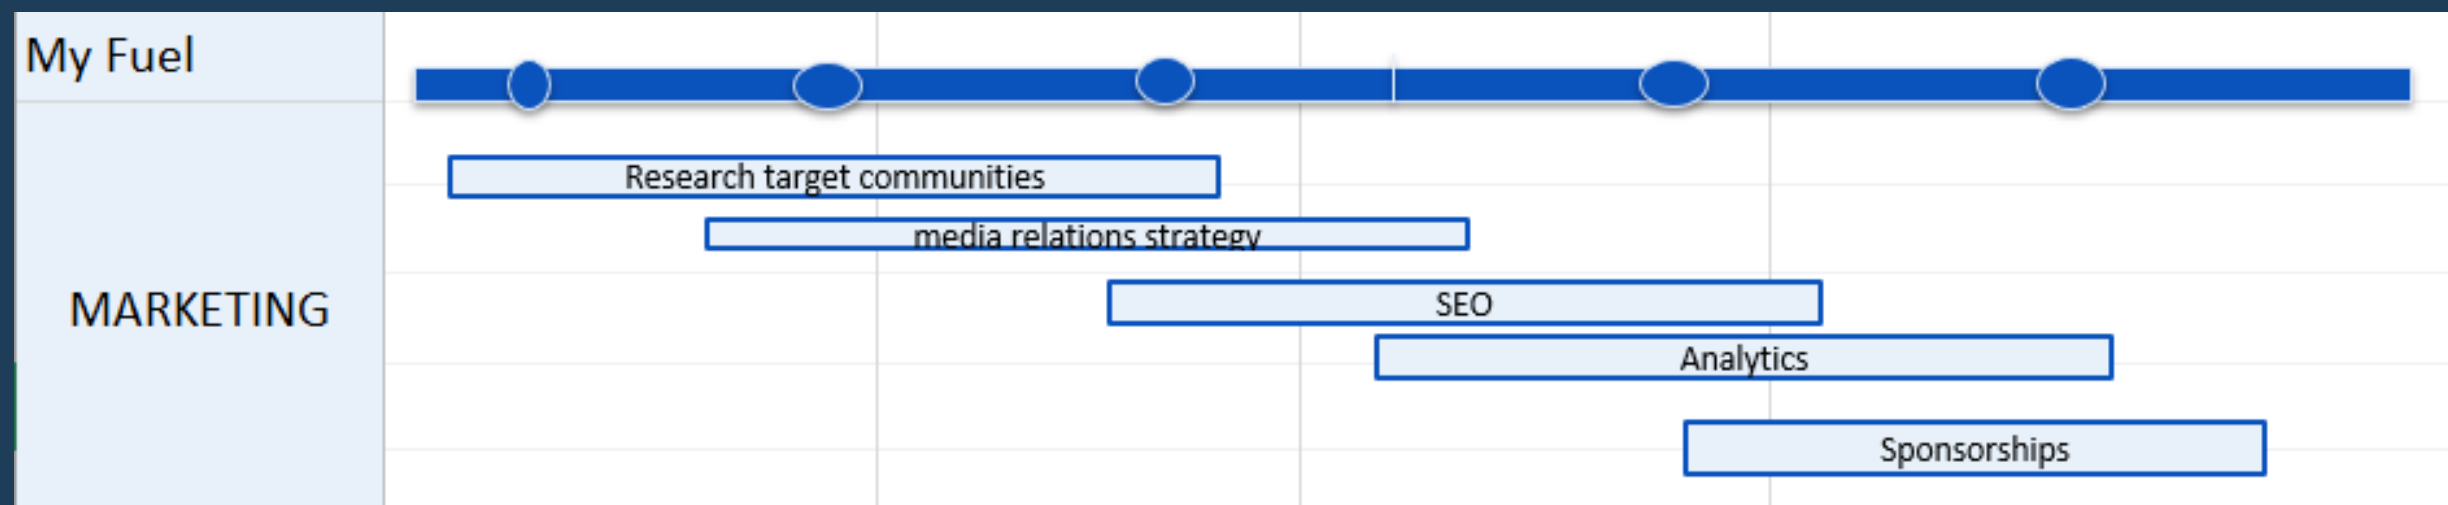 My Fuel
Research target communities
media relations strategy
MARKETING
SEO
Analytics
Sponsorships